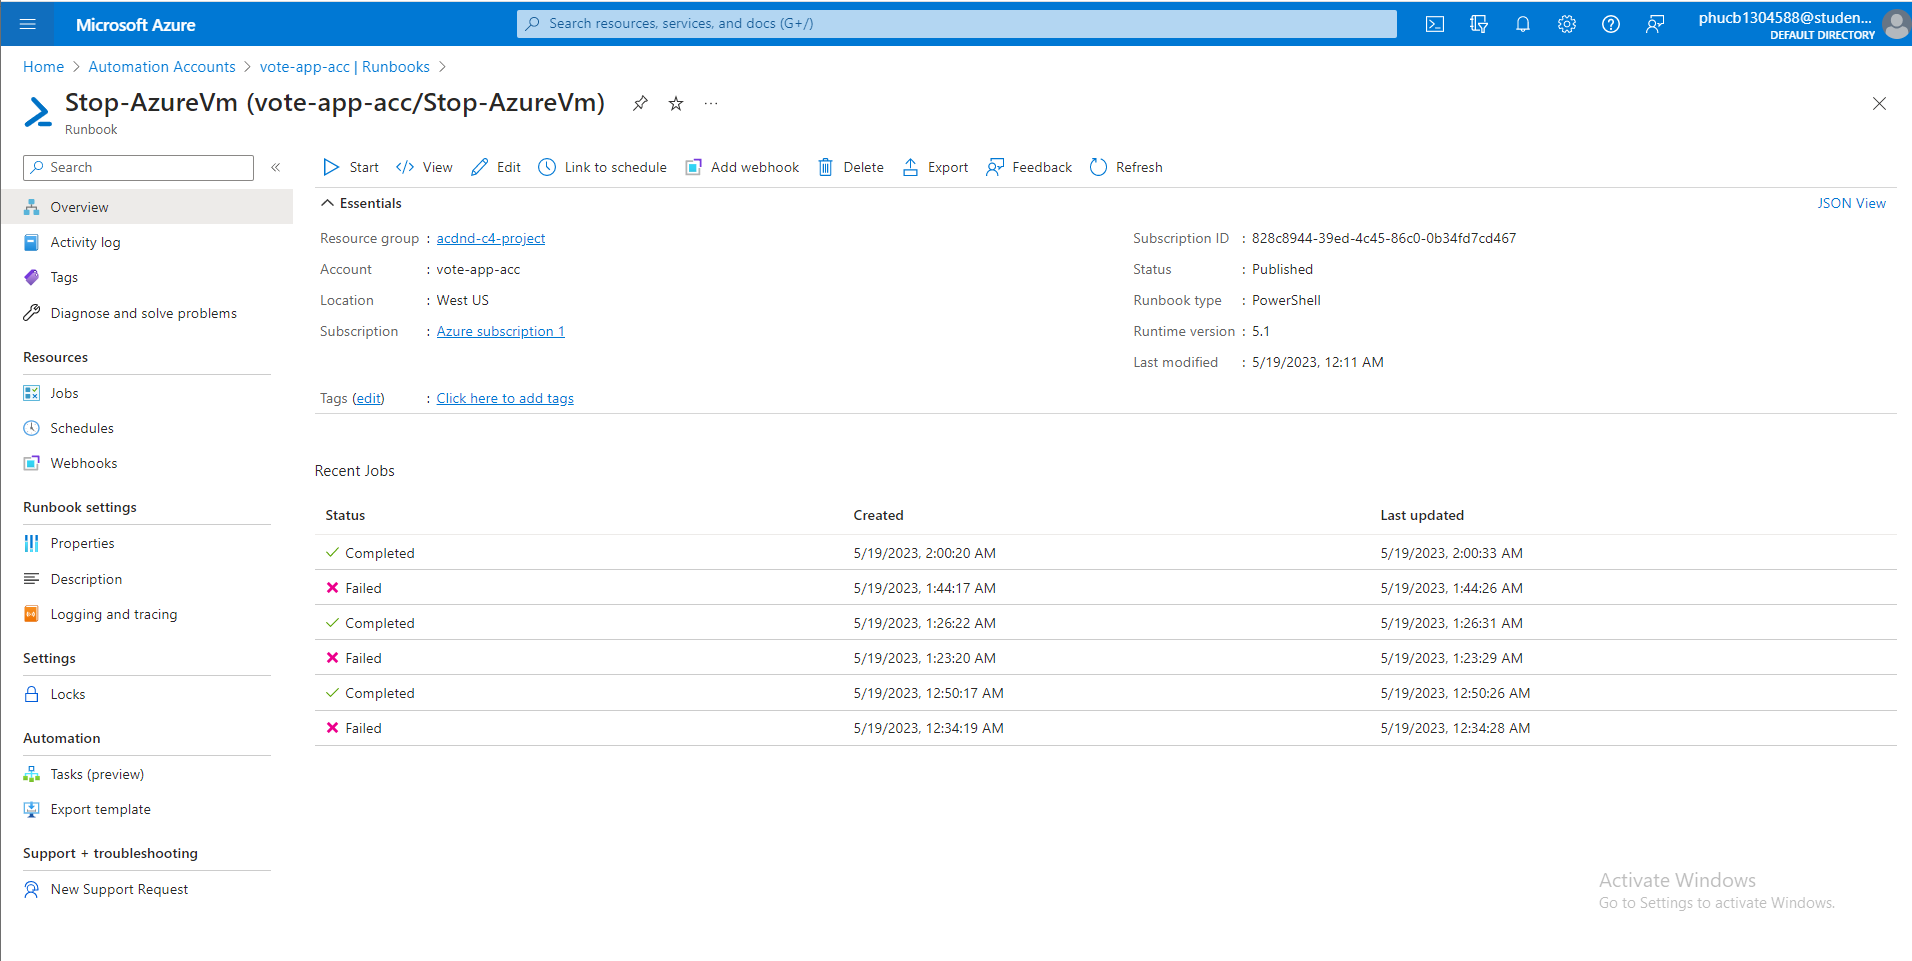 Microsoft Azure
Search resources, services, and docs (G+/)
phucb1304588@studen...
DEFAULT DIRECTORY
Home > Automation Accounts > vote-app-acc | Runbooks >
Stop-AzureVm (vote-app-acc/Stop-AzureVm)
Runbook
Search
Overview
Activity log
Tags
Diagnose and solve problems
Resources
Jobs
Schedules
Webhooks
Runbook settings
Properties
Description
Logging and tracing
Settings
Locks
Automation
Tasks (preview)
Export template
Support + troubleshooting
New Support Request
Start View Edit Link to schedule Add webhook Delete Export Feedback Refresh
Essentials
JSON View
Resource group : acdnd-c4-project
Account : vote-app-acc
Location : West US
Subscription : Azure subscription 1
Subscription ID : 828c8944-39ed-4c45-86c0-0b34fd7cd467
Status : Published
Runbook type : PowerShell
Runtime version : 5.1
Last modified : 5/19/2023, 12:11 AM
Tags (edit) : Click here to add tags
Recent Jobs
Status Created Last updated
Completed 5/19/2023, 2:00:20 AM 5/19/2023, 2:00:33 AM
Failed 5/19/2023, 1:44:17 AM 5/19/2023, 1:44:26 AM
Completed 5/19/2023, 1:26:22 AM 5/19/2023, 1:26:31 AM
Failed 5/19/2023, 1:23:20 AM 5/19/2023, 1:23:29 AM
Completed 5/19/2023, 12:50:17 AM 5/19/2023, 12:50:26 AM
Failed 5/19/2023, 12:34:19 AM 5/19/2023, 12:34:28 AM
Activate Windows
Go to Settings to activate Windows.